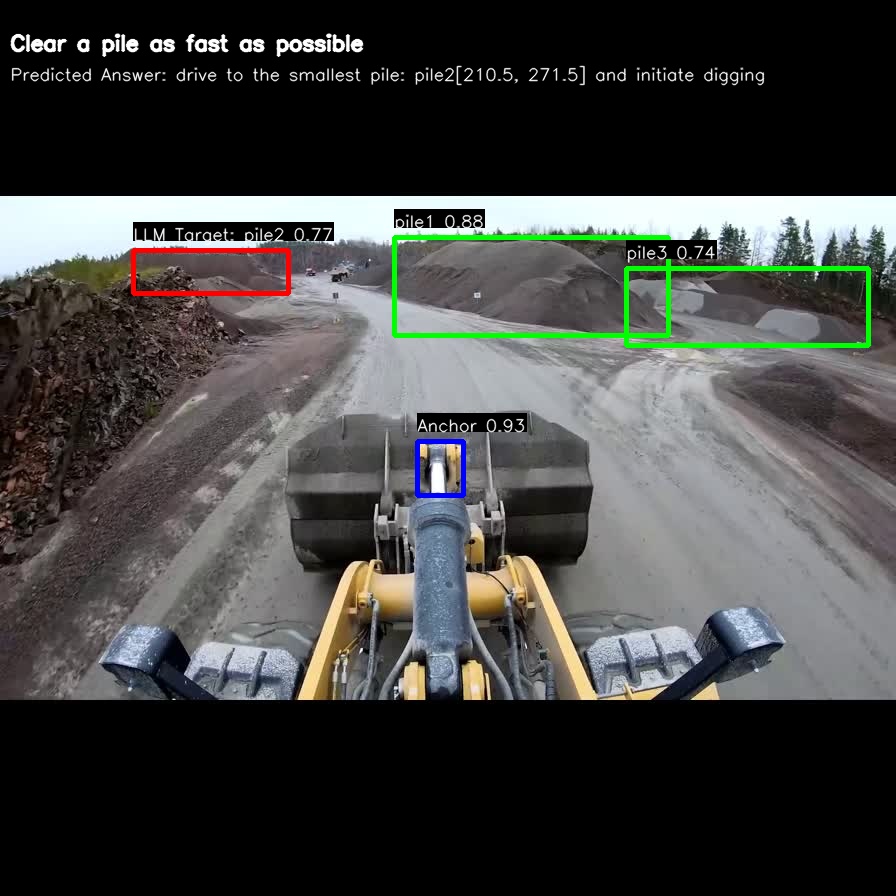 Clear a pile as fast as possible
Predicted Answer: drive to the smallest pile: pile2[210.5, 271.5] and initiate digging
LLM Target: pile2 0.77
pile1 0.88
pile3 0.74
Anchor 0.93